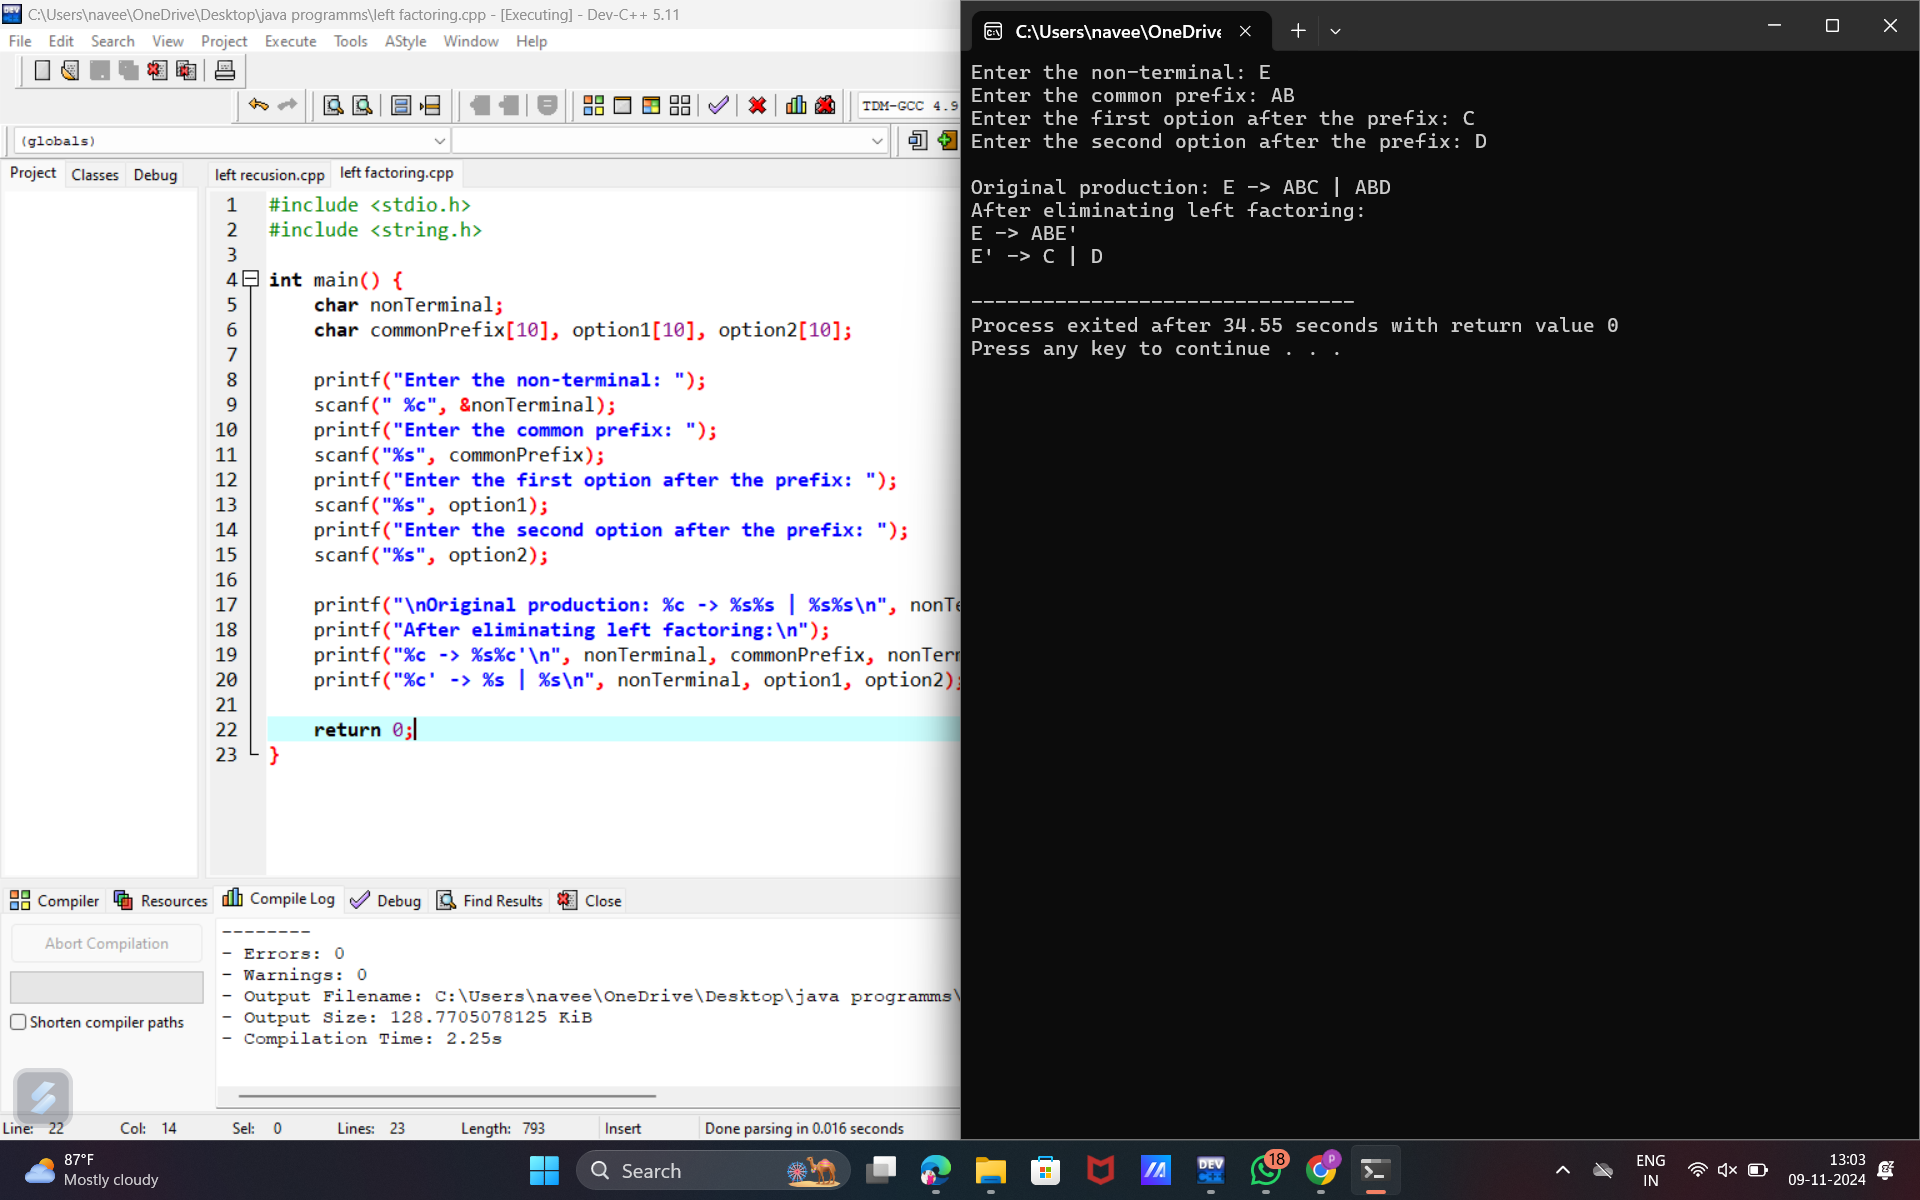 C:\Users\navee\OneDrive\Desktop\java programms\left factoring.cpp - [Executing] - Dev-C++ 5.11
File Edit Search View Project Execute Tools AStyle Window Help
TDM-GCC 4.9
(globals)
Project Classes Debug
left recusion.cpp left factoring.cpp
1 #include <stdio.h>
2 #include <string.h>
3
4 int main() {
5 char nonTerminal;
6 char commonPrefix[10], option1[10], option2[10];
7
8 printf("Enter the non-terminal: ");
9 scanf(" %c", &nonTerminal);
10 printf("Enter the common prefix: ");
11 scanf("%s", commonPrefix);
12 printf("Enter the first option after the prefix: ");
13 scanf("%s", option1);
14 printf("Enter the second option after the prefix: ");
15 scanf("%s", option2);
16
17 printf("\nOriginal production: %c -> %s%s | %s%s\n", nonTe
18 printf("After eliminating left factoring:\n");
19 printf("%c -> %s%c'\n", nonTerminal, commonPrefix, nonTerm
20 printf("%c' -> %s | %s\n", nonTerminal, option1, option2);
21
22 return 0;
23 }
Compiler Resources Compile Log Debug Find Results Close
Abort Compilation
Shorten compiler paths
--------
- Errors: 0
- Warnings: 0
- Output Filename: C:\Users\navee\OneDrive\Desktop\java programms\
- Output Size: 128.7705078125 KiB
- Compilation Time: 2.25s
Line: 22 Col: 14 Sel: 0 Lines: 23 Length: 793 Insert Done parsing in 0.016 seconds
C:\Users\navee\OneDrive
Enter the non-terminal: E
Enter the common prefix: AB
Enter the first option after the prefix: C
Enter the second option after the prefix: D
Original production: E -> ABC | ABD
After eliminating left factoring:
E -> ABE'
E' -> C | D
--------------------------------
Process exited after 34.55 seconds with return value 0
Press any key to continue . . .
87°F
Mostly cloudy
Search
DEV
C++
18
P
ENG
IN
13:03
09-11-2024